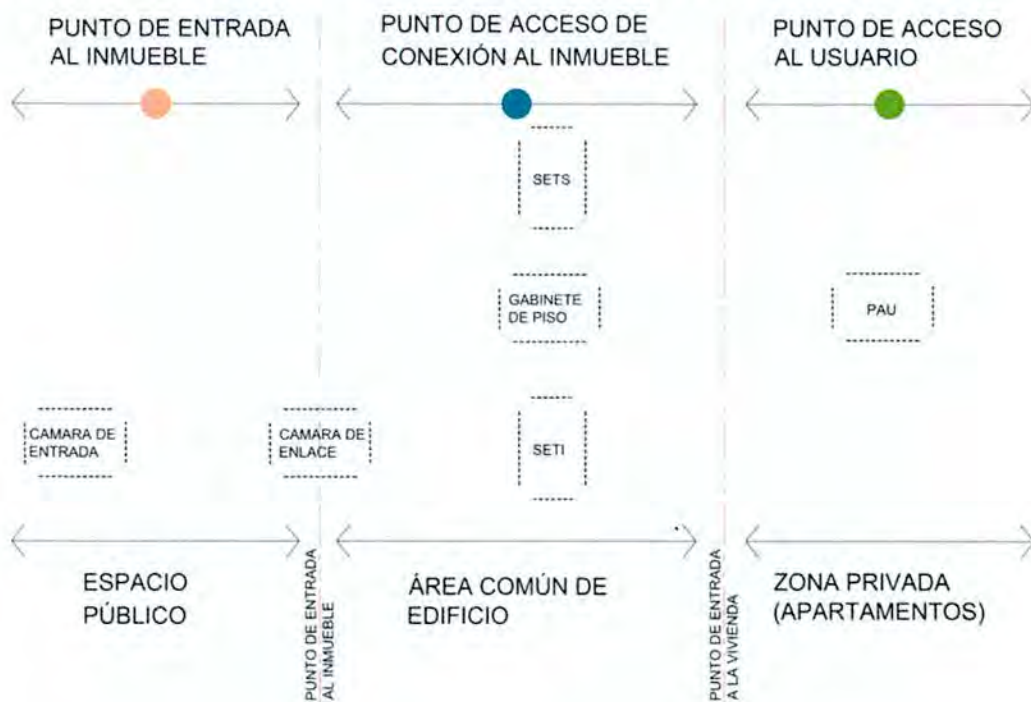 PUNTO DE ENTRADA
AL INMUEBLE
PUNTO DE ACCESO DE
CONEXIÓN AL INMUEBLE
PUNTO DE ACCESO
AL USUARIO
SETS
GABINETE
DE PISO
PAU
CAMARA DE
ENTRADA
CAMARA DE
ENLACE
SETI
ESPACIO
PÚBLICO
PUNTO DE ENTRADA
AL INMUEBLE
ÁREA COMÚN DE
EDIFICIO
PUNTO DE ENTRADA
A LA VIVIENDA
ZONA PRIVADA
(APARTAMENTOS)